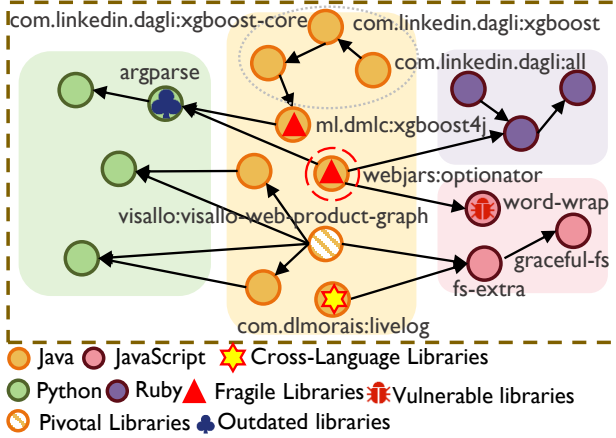 com.linkedin.dagli:xgboost-core
com.linkedin.dagli:xgboost
com.linkedin.dagli:all
argparse
ml.dmlc:xgboost4j
webjars:optionator
word-wrap
visallo:visallo-web-product-graph
graceful-fs
fs-extra
com.dlmorais:livelog
Java JavaScript Cross-Language Libraries
Python Ruby Fragile Libraries Vulnerable libraries
Pivotal Libraries Outdated libraries